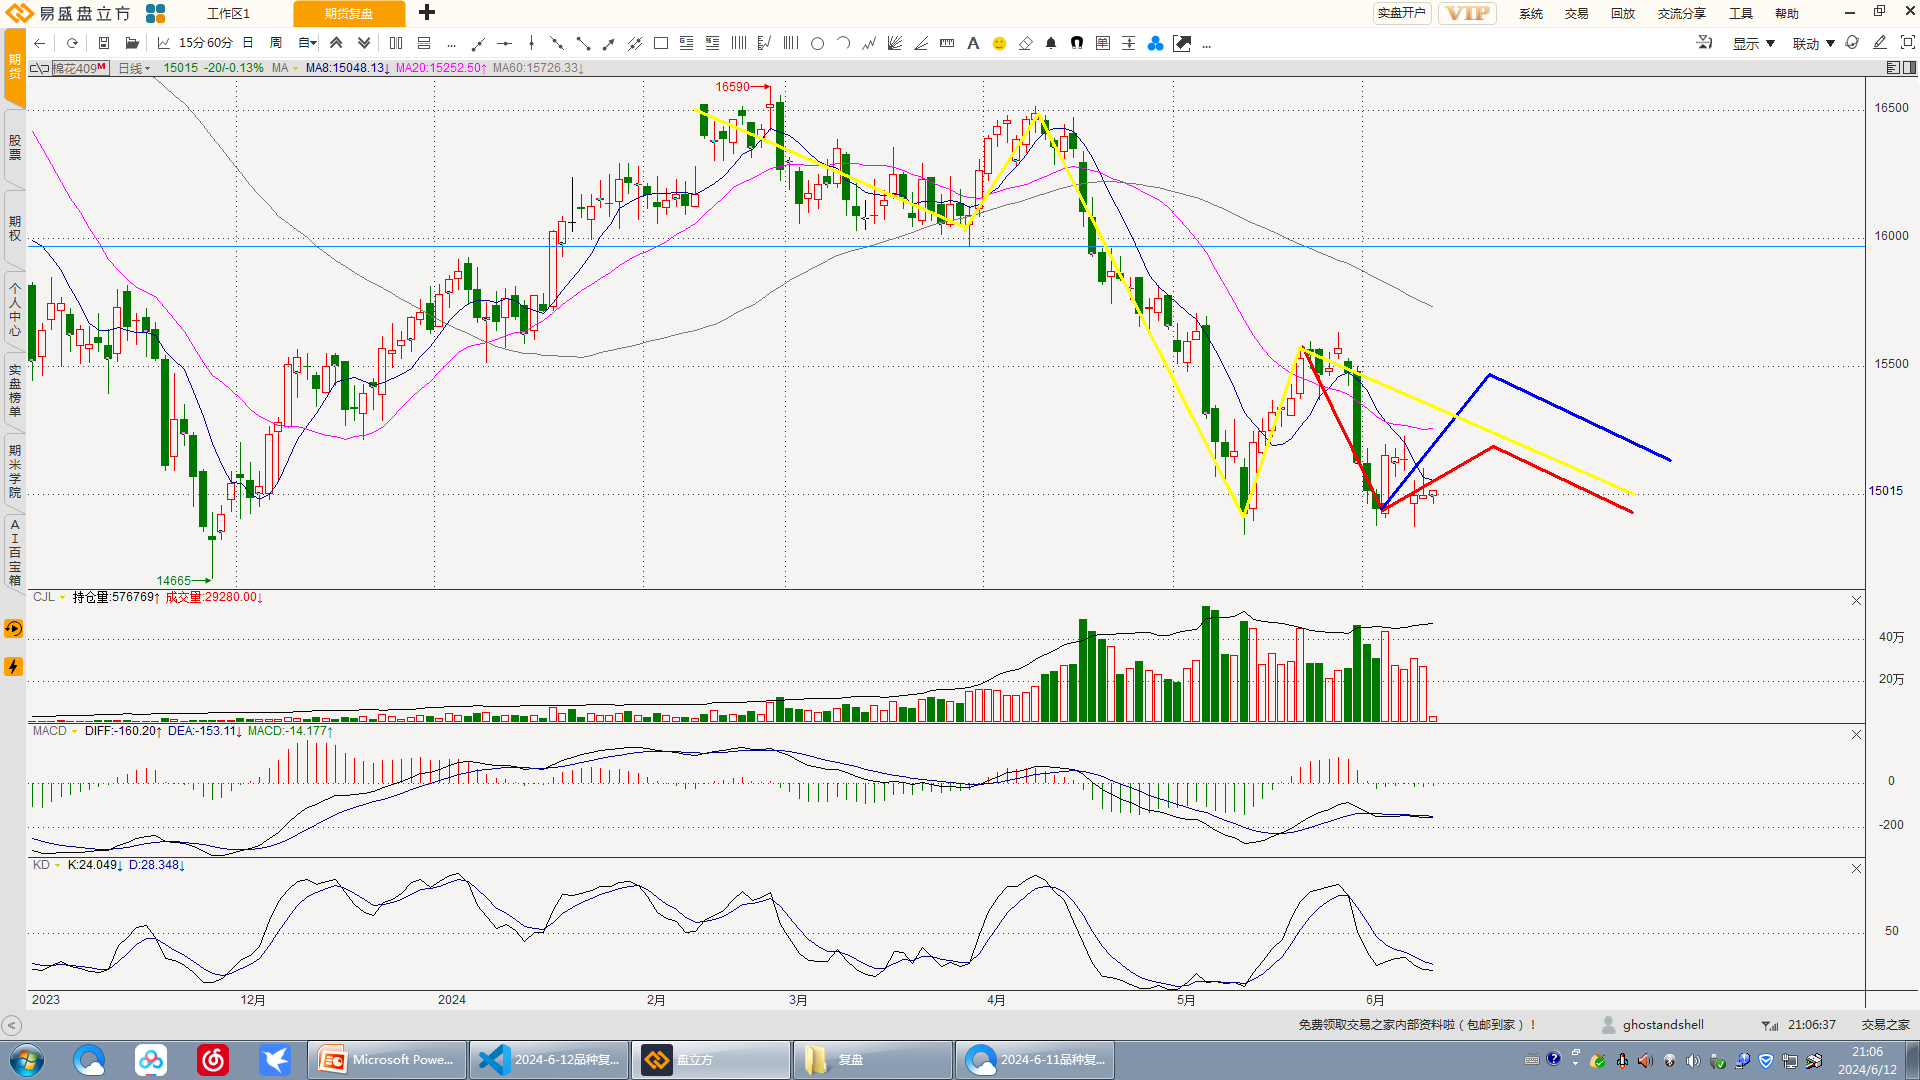 易盛盘立方
工作区1
期货复盘
实盘开户
VIP
系统
交易
回放
交流分享
工具
帮助
15分60分 日 周 自
显示
联动
期货
股票
期权
个人中心
实盘榜单
期米学院
AI百宝箱
棉花409M 日线 15015 -20/-0.13% MA MA8:15048.13↓ MA20:15252.50↑ MA60:15726.33↓
16590
14665
16500
16000
15500
15015
CJL 持仓量:576769↑ 成交量:29280.00↓
40万
20万
MACD DIFF:-160.20↑ DEA:-153.11↓ MACD:-14.177↑
0
-200
KD K:24.049↓ D:28.348↓
50
2023 12月 2024 2月 3月 4月 5月 6月
免费领取交易之家内部资料啦（包邮到家）！
ghostandshell
21:06:37
交易之家
Microsoft Powe...
2024-6-12品种复...
盘立方
复盘
2024-6-11品种复...
21:06
2024/6/12